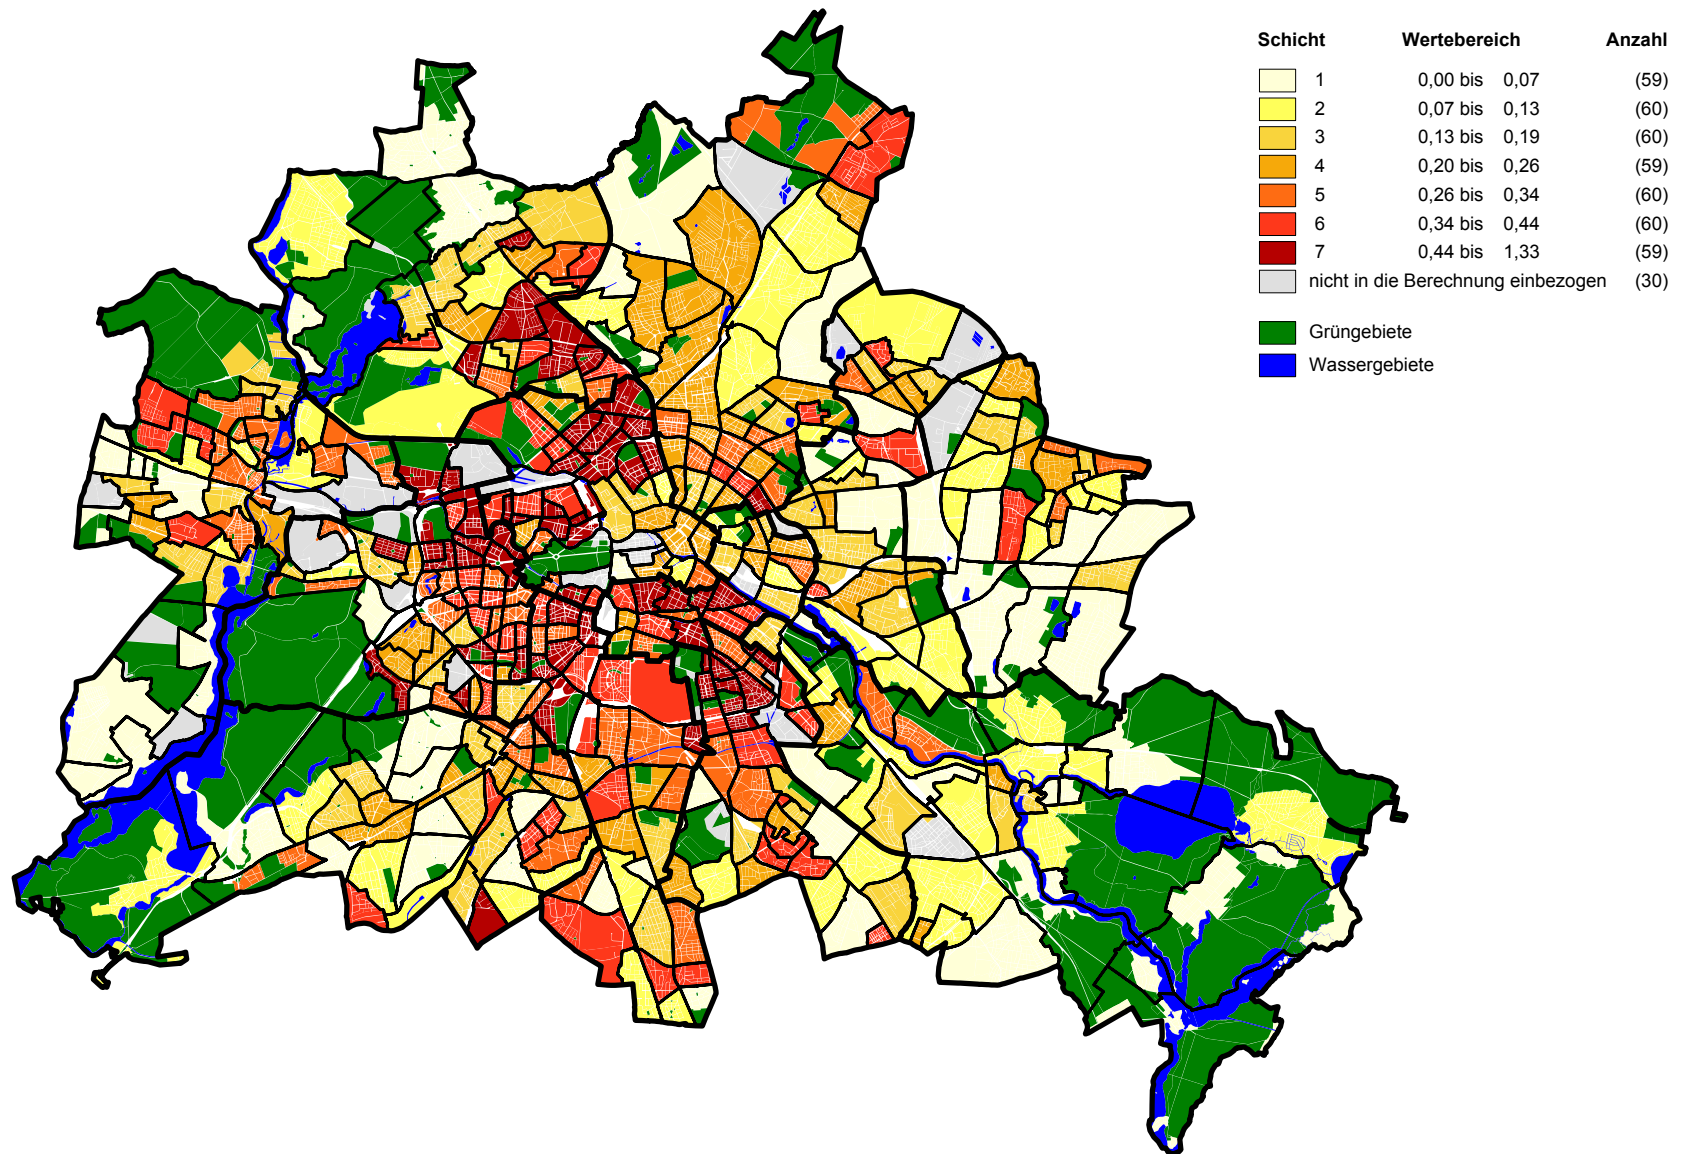 Schicht Wertebereich Anzahl
1 0,00 bis 0,07 (59)
2 0,07 bis 0,13 (60)
3 0,13 bis 0,19 (60)
4 0,20 bis 0,26 (59)
5 0,26 bis 0,34 (60)
6 0,34 bis 0,44 (60)
7 0,44 bis 1,33 (59)
nicht in die Berechnung einbezogen (30)
Grüngebiete
Wassergebiete